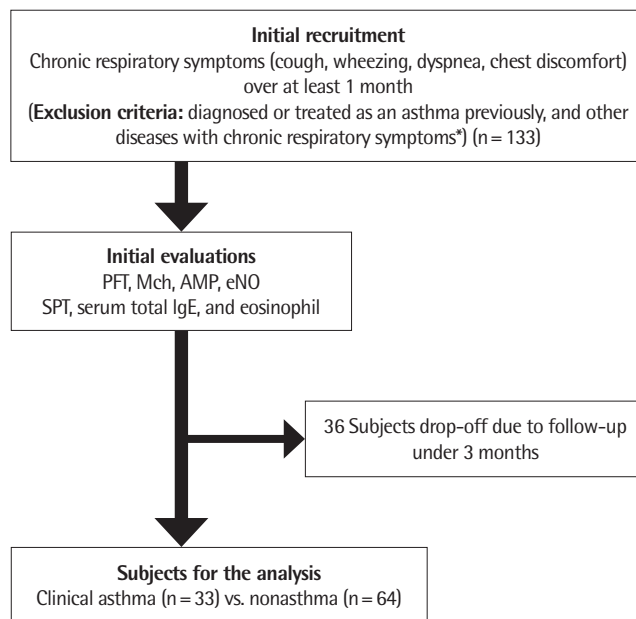 Initial recruitment
Chronic respiratory symptoms (cough, wheezing, dyspnea, chest discomfort)
over at least 1 month
(Exclusion criteria: diagnosed or treated as an asthma previously, and other
diseases with chronic respiratory symptoms*) (n = 133)
Initial evaluations
PFT, Mch, AMP, eNO
SPT, serum total IgE, and eosinophil
36 Subjects drop-off due to follow-up
under 3 months
Subjects for the analysis
Clinical asthma (n = 33) vs. nonasthma (n = 64)